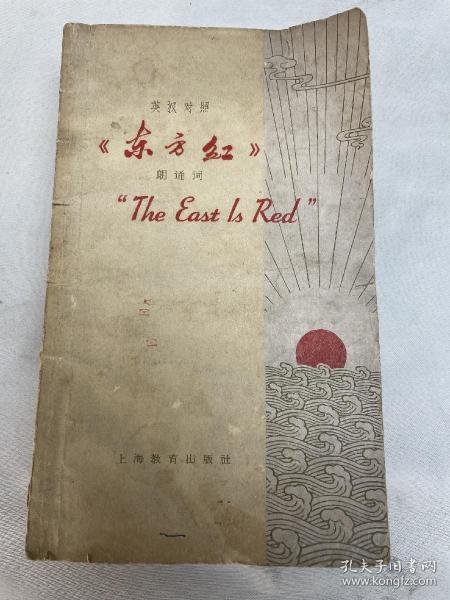 英汉对照
《东方红》
朗诵词
“The East Is Red”
上海教育出版社
孔夫子旧书网
www.kongfz.com